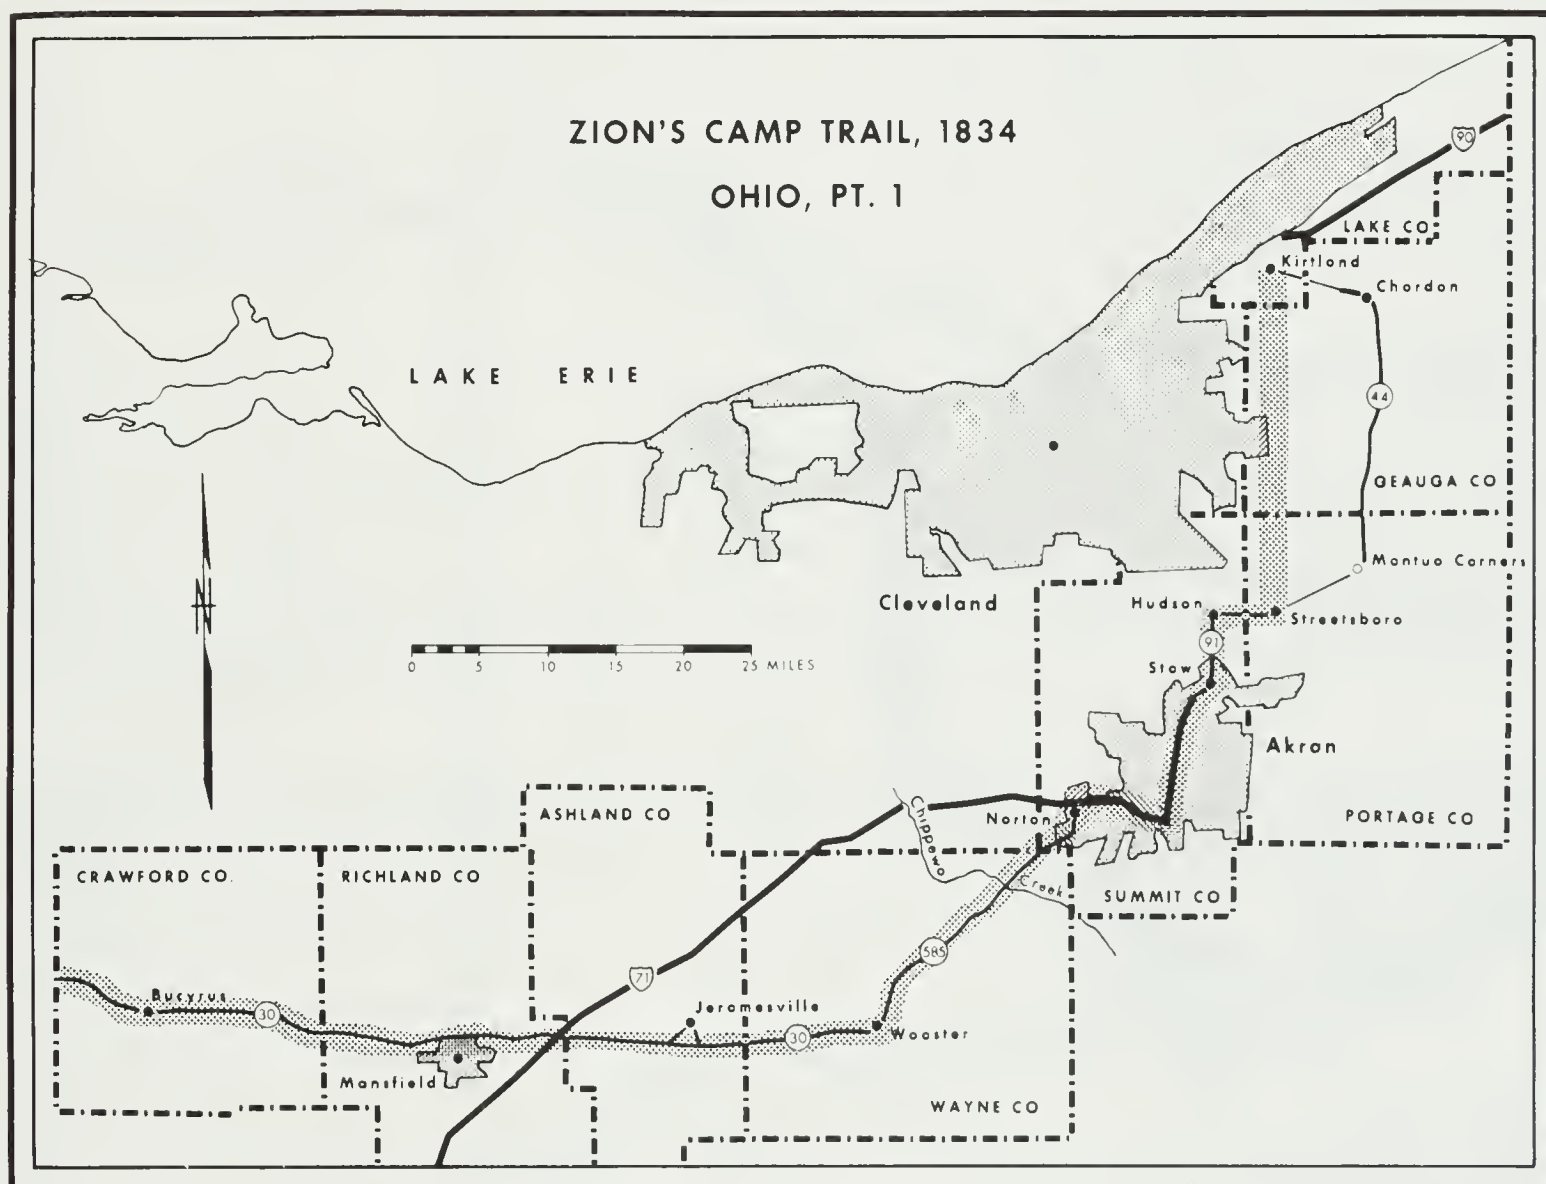 ZION'S CAMP TRAIL, 1834
OHIO, PT. 1
90
LAKE CO
Kirtland
Chardon
LAKE ERIE
44
GEAUGA CO
Mantua Corners
Cleveland
Hudson
Streetsboro
91
Stow
N
0 5 10 15 20 25 MILES
Akron
ASHLAND CO
Chippewa
Norton
PORTAGE CO
CRAWFORD CO.
RICHLAND CO
Creek
SUMMIT CO
585
71
Bucyrus
30
Jeromesville
30
Wooster
Mansfield
WAYNE CO